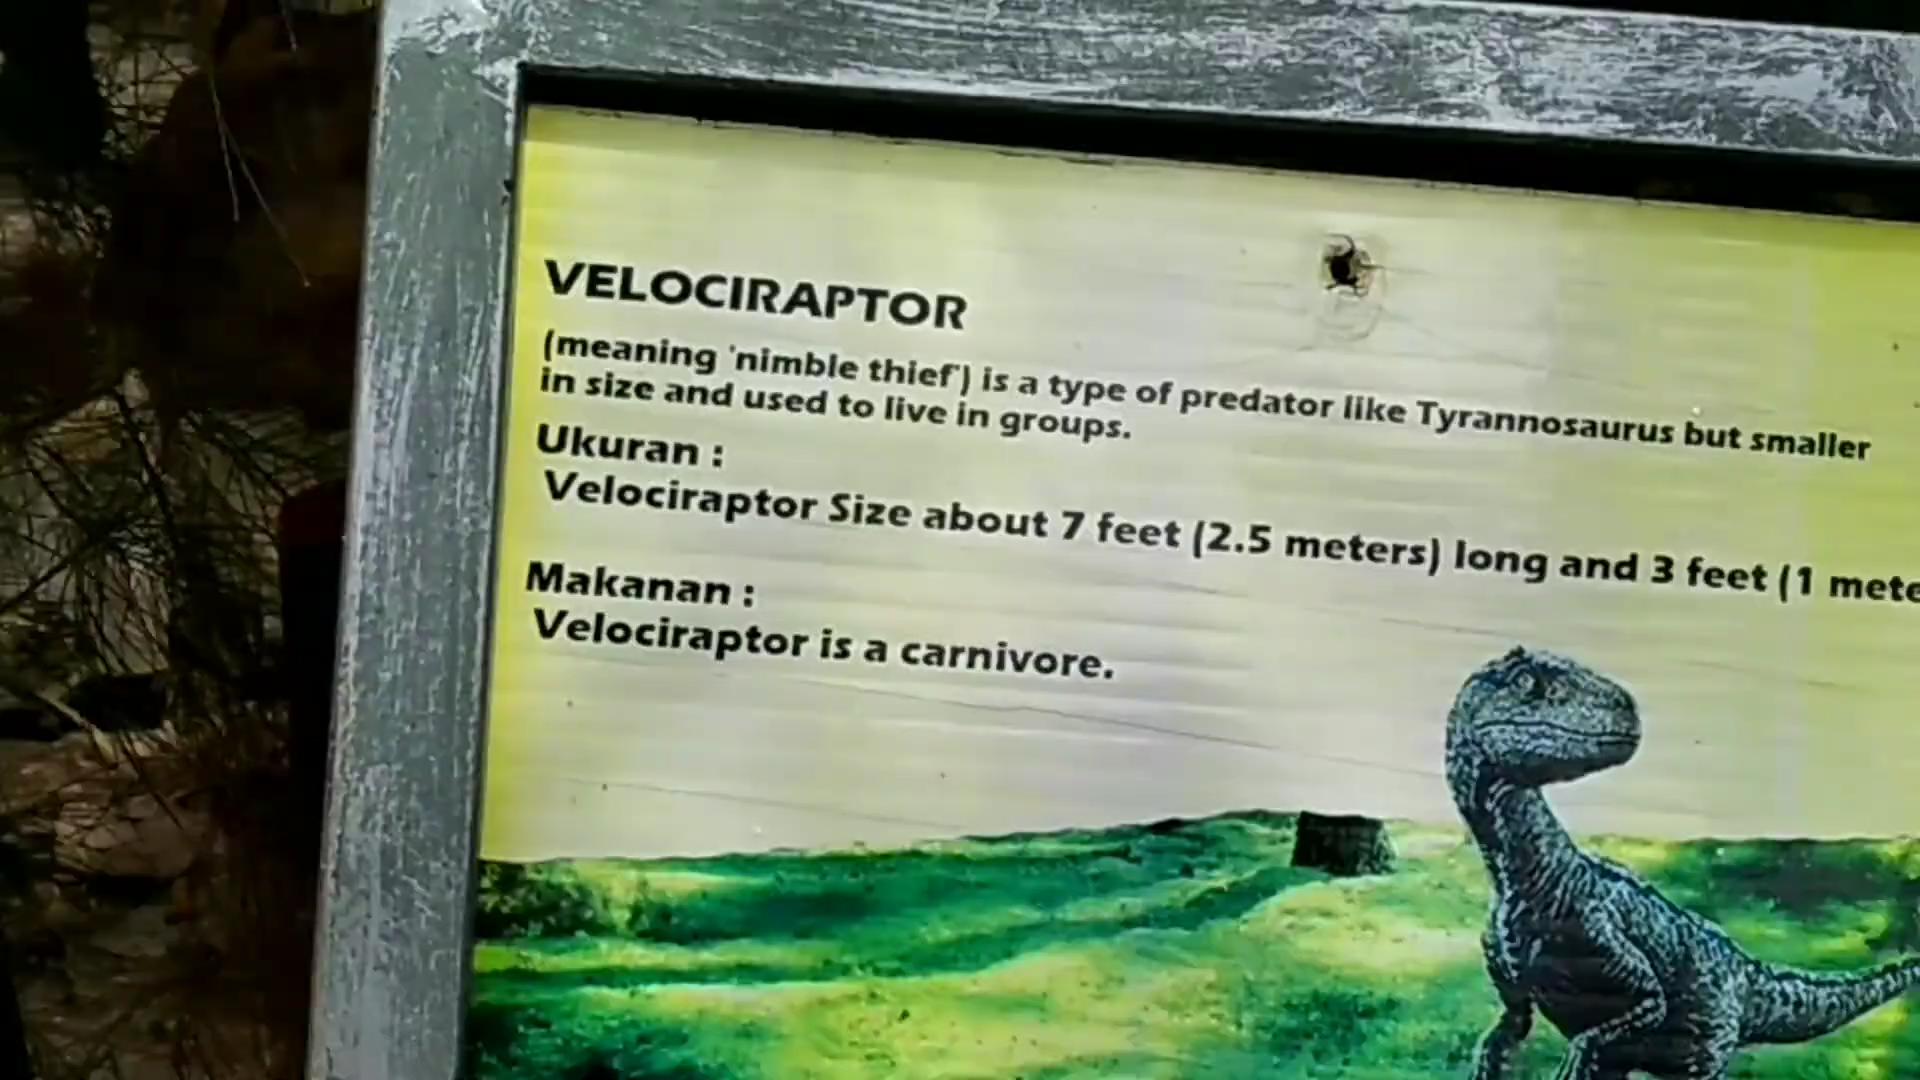 VELOCIRAPTOR
(meaning 'nimble thief') is a type of predator like Tyrannosaurus but smaller
in size and used to live in groups.
Ukuran :
Velociraptor Size about 7 feet (2.5 meters) long and 3 feet (1 mete
Makanan :
Velociraptor is a carnivore.